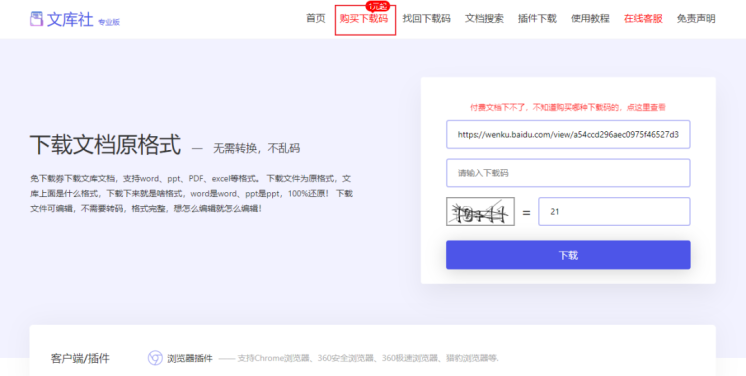 文库社 专业版
首页 购买下载码 1元起 找回下载码 文档搜索 插件下载 使用教程 在线客服 免责声明
付费文档下不了，不知道购买哪种下载码的，点这里查看
https://wenku.baidu.com/view/a54ccd296aec0975f46527d3
请输入下载码
= 21
下载
下载文档原格式 — 无需转换，不乱码
免下载券下载文库文档，支持word、ppt、PDF、excel等格式。 下载文件为原格式，文
库上面是什么格式，下载下来就是啥格式，word是word、ppt是ppt，100%还原！ 下载
文件可编辑，不需要转码，格式完整，想怎么编辑就怎么编辑！
客户端/插件 浏览器插件 —— 支持Chrome浏览器、360安全浏览器、360极速浏览器、猎豹浏览器等.